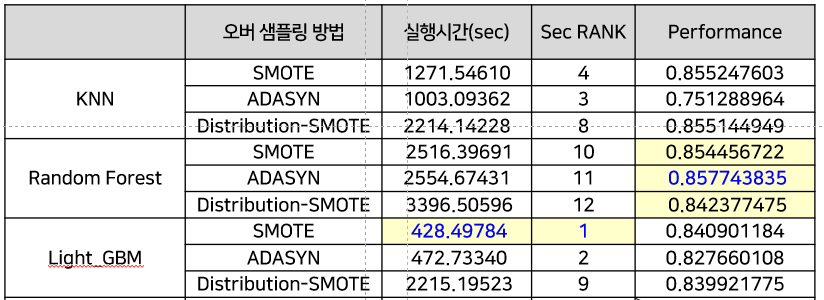 오버 샘플링 방법 실행시간(sec) Sec RANK Performance
SMOTE 1271.54610 4 0.855247603
KNN ADASYN 1003.09362 3 0.751288964
Distribution-SMOTE 2214.14228 8 0.855144949
SMOTE 2516.39691 10 0.854456722
Random Forest ADASYN 2554.67431 11 0.857743835
Distribution-SMOTE 3396.50596 12 0.842377475
SMOTE 428.49784 1 0.840901184
Light_GBM ADASYN 472.73340 2 0.827660108
Distribution-SMOTE 2215.19523 9 0.839921775